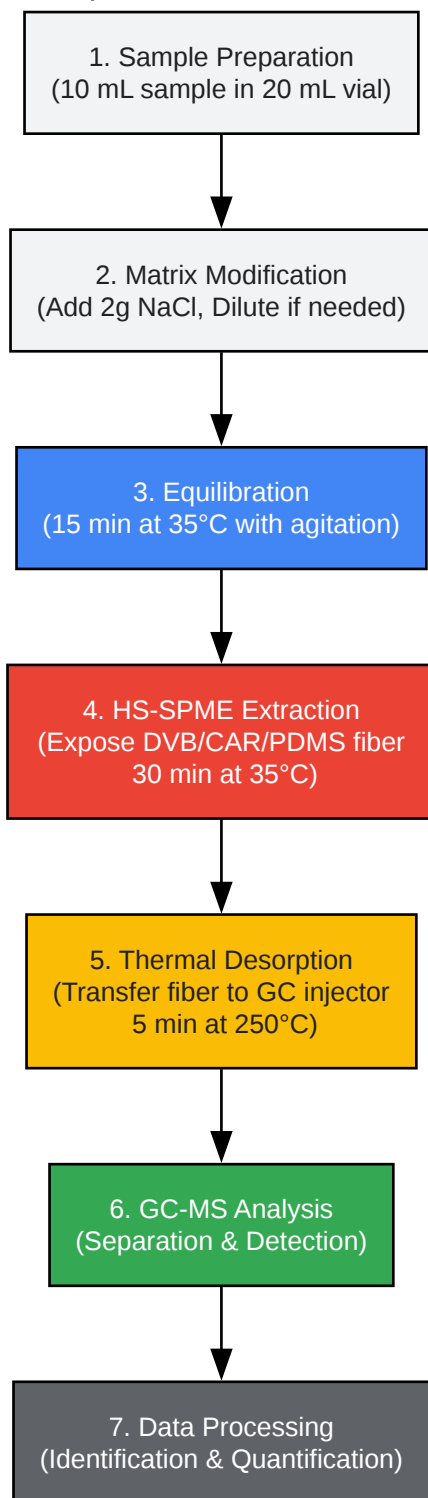 1. Sample Preparation
(10 mL sample in 20 mL vial)
2. Matrix Modification
(Add 2g NaCl, Dilute if needed)
3. Equilibration
(15 min at 35°C with agitation)
4. HS-SPME Extraction
(Expose DVB/CAR/PDMS fiber
30 min at 35°C)
5. Thermal Desorption
(Transfer fiber to GC injector
5 min at 250°C)
6. GC-MS Analysis
(Separation & Detection)
7. Data Processing
(Identification & Quantification)